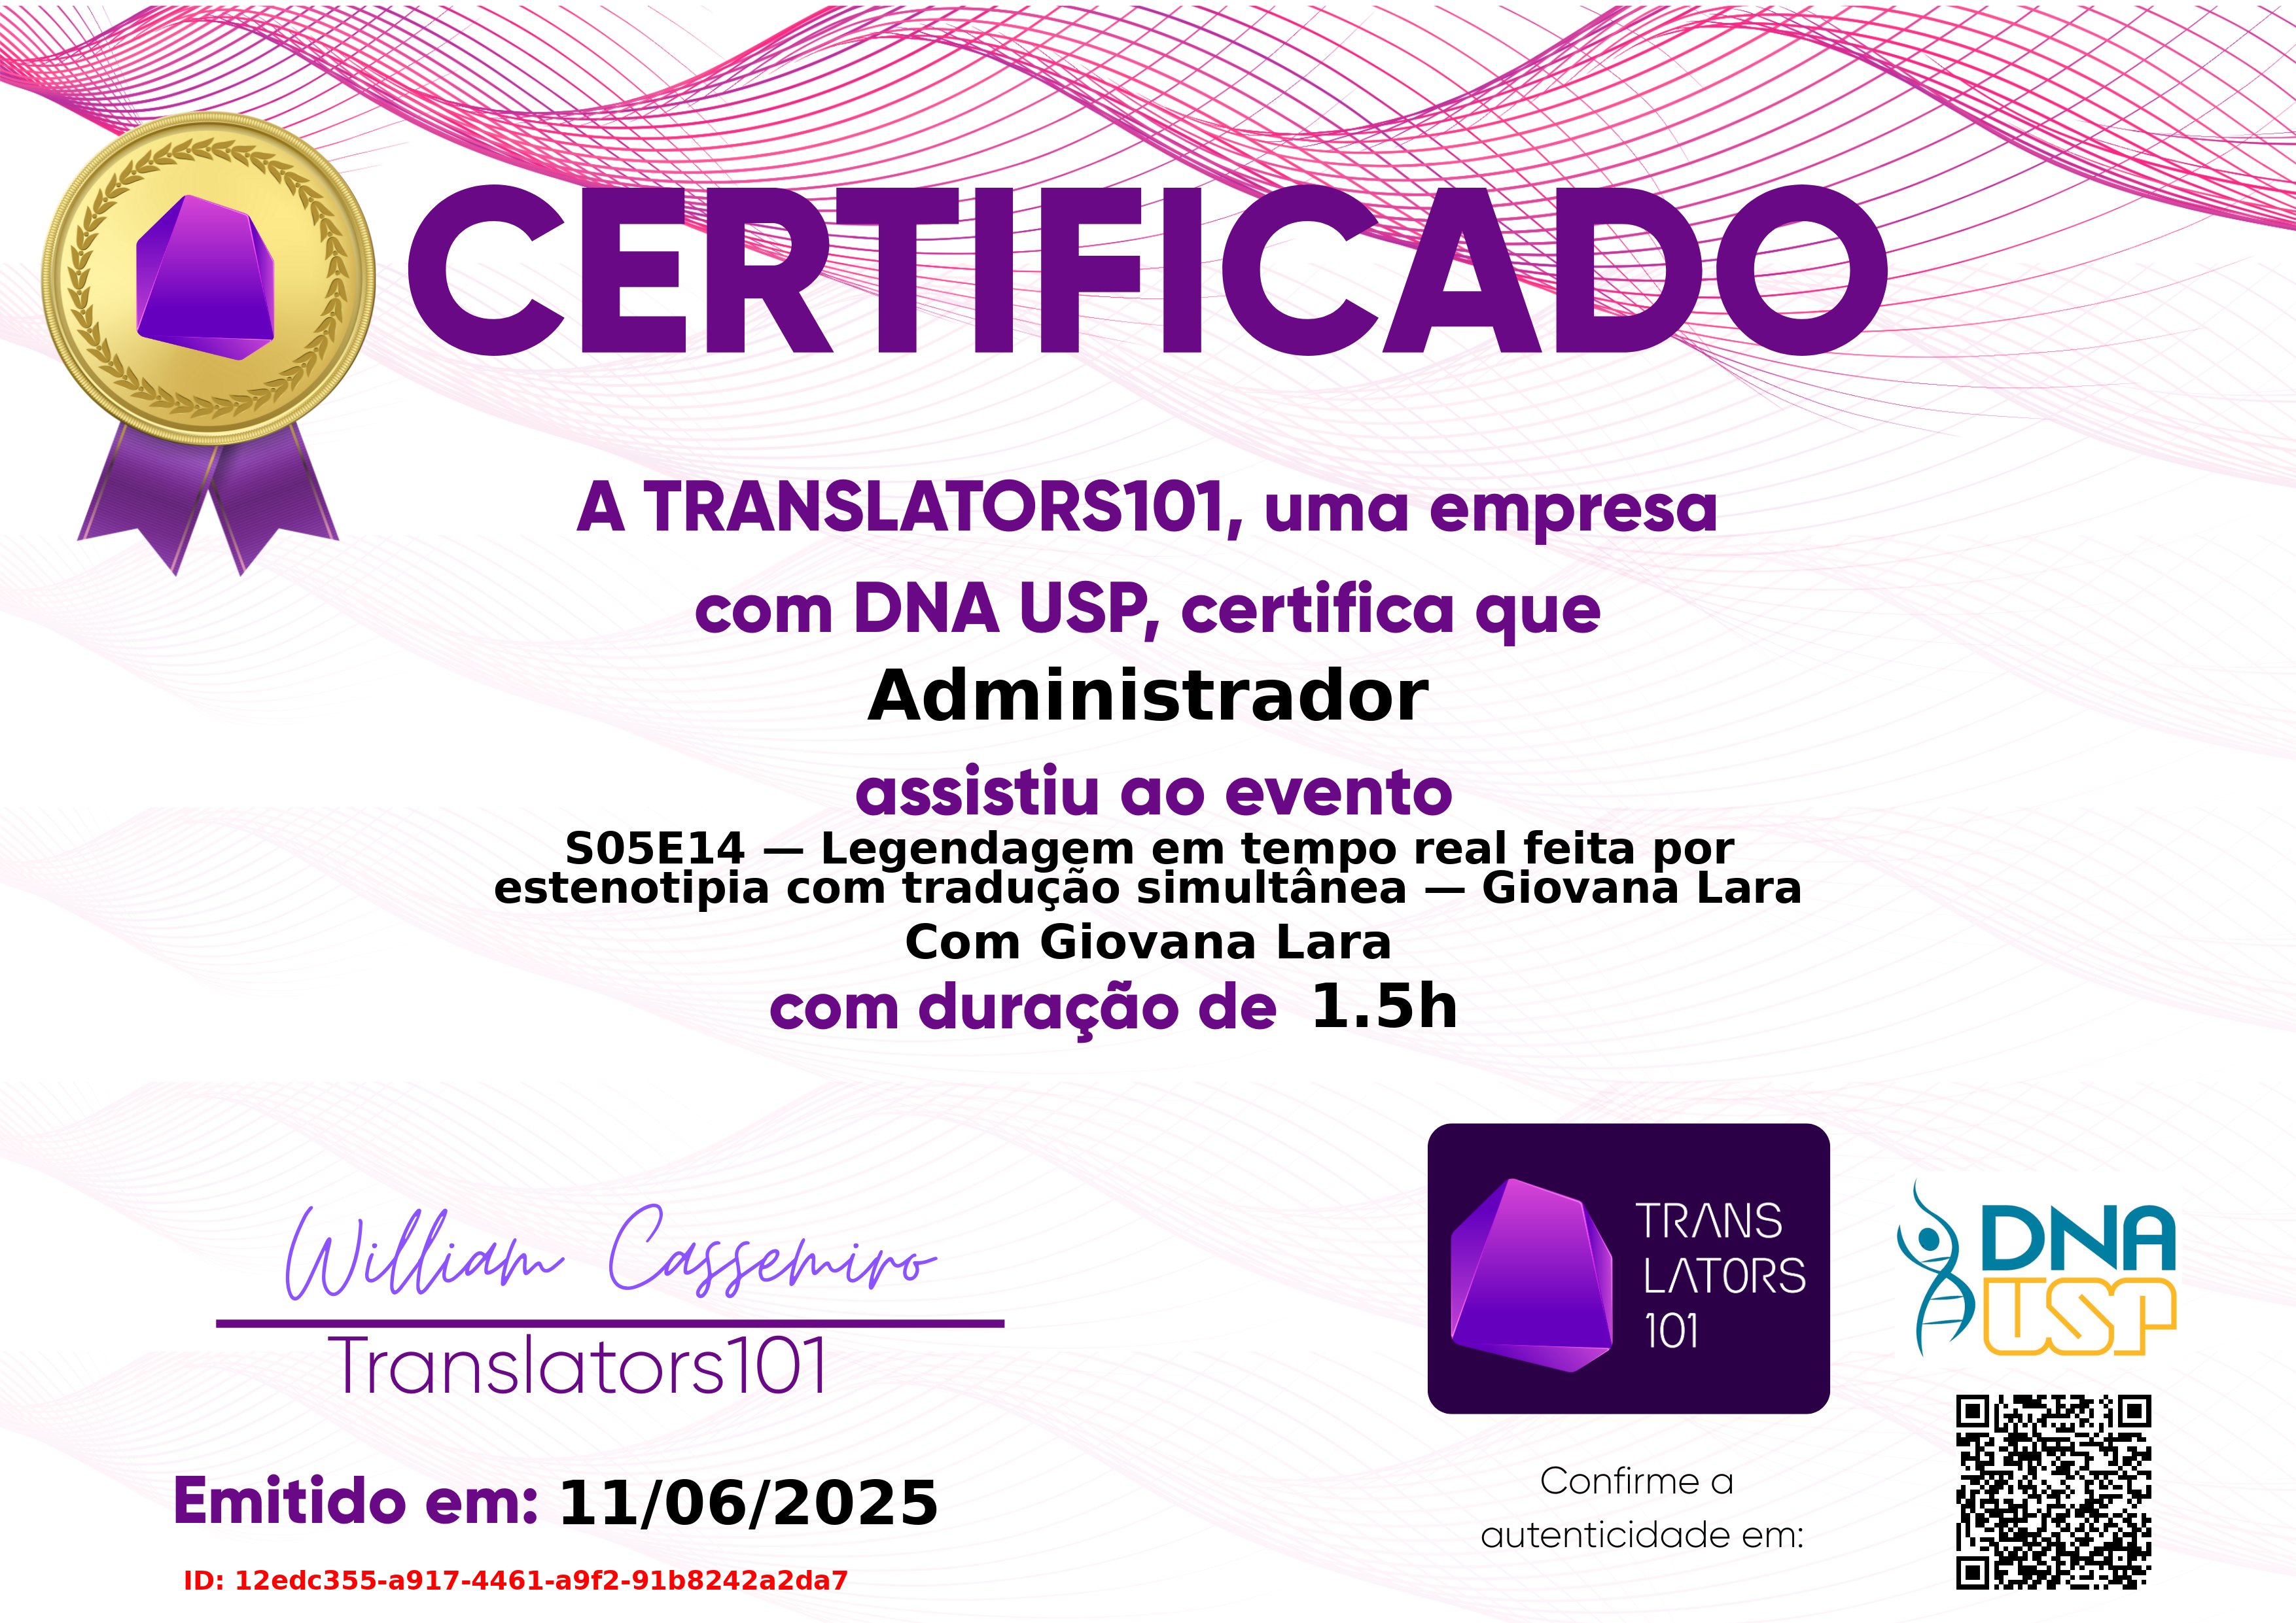 CERTIFICADO
A TRANSLATORS101, uma empresa
com DNA USP, certifica que
Administrador
assistiu ao evento
S05E14 — Legendagem em tempo real feita por
estenotipia com tradução simultânea — Giovana Lara
Com Giovana Lara
com duração de 1.5h
William Cassemiro
Translators101
Emitido em: 11/06/2025
ID: 12edc355-a917-4461-a9f2-91b8242a2da7
TRANS
LATORS
101
DNA
USP
Confirme a
autenticidade em: